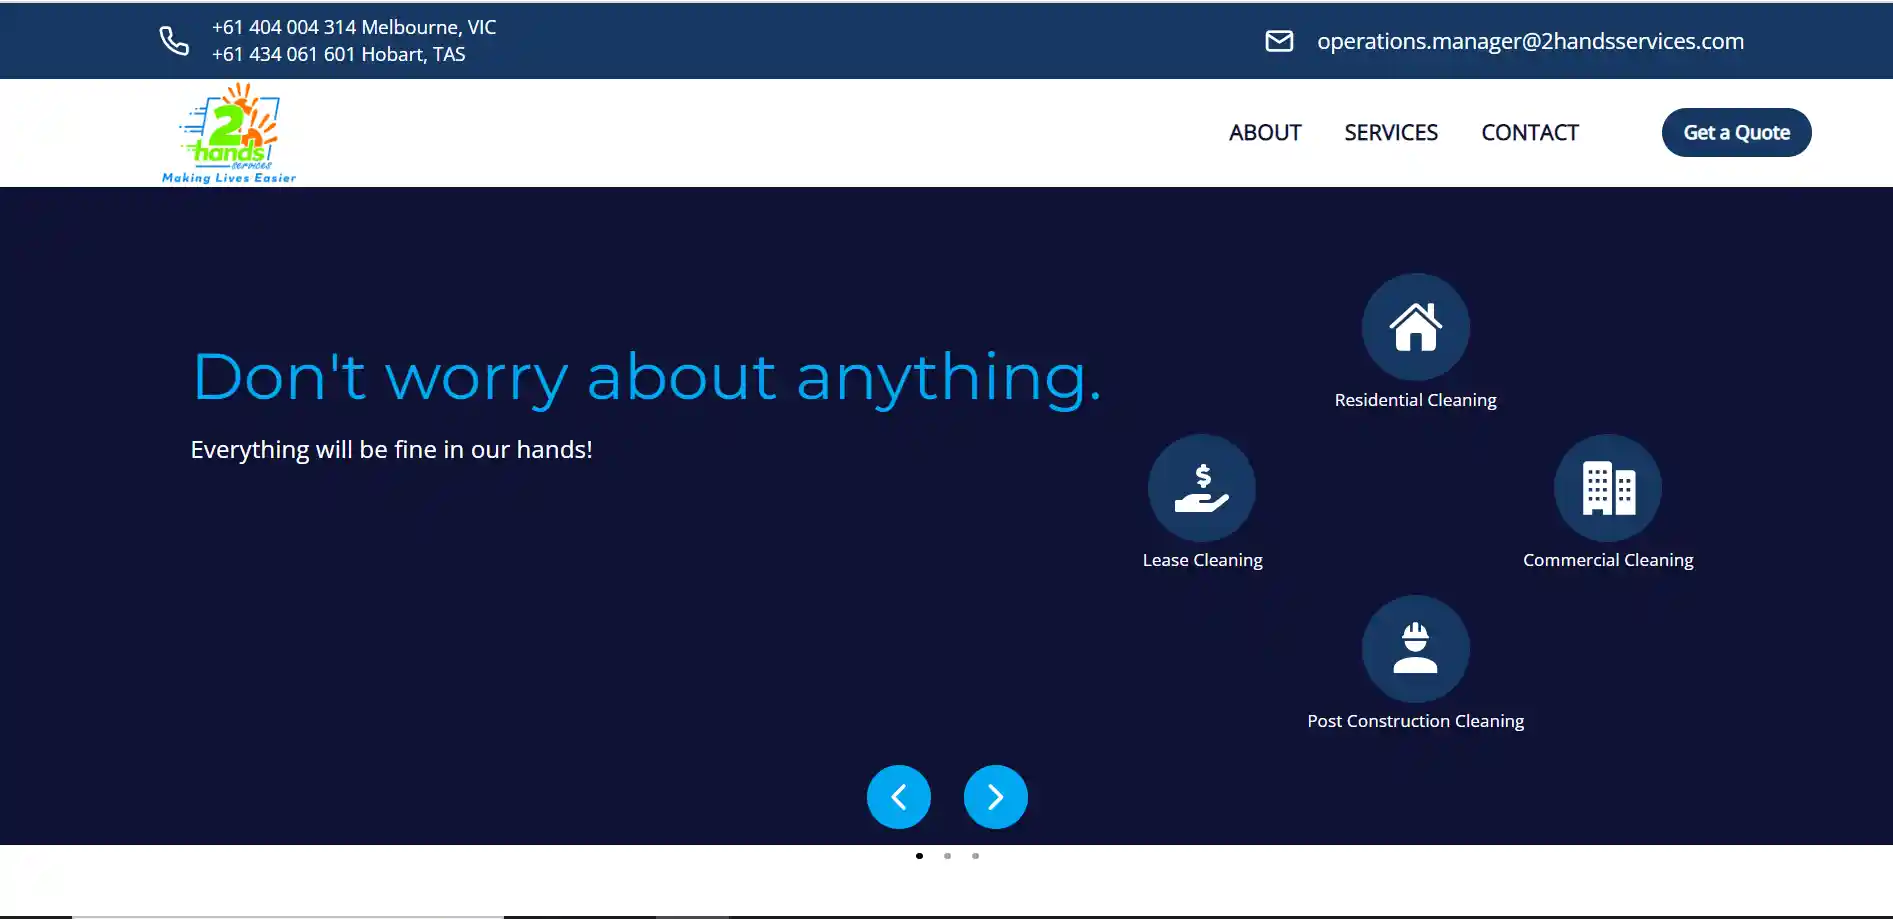 +61 404 004 314 Melbourne, VIC
+61 434 061 601 Hobart, TAS
operations.manager@2handsservices.com
2
hands
services
Making Lives Easier
ABOUT
SERVICES
CONTACT
Get a Quote
Don't worry about anything.
Everything will be fine in our hands!
Residential Cleaning
$
Lease Cleaning
Commercial Cleaning
Post Construction Cleaning